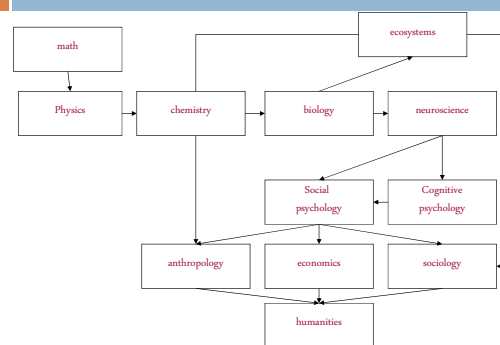 ecosystems
math
Physics
chemistry
biology
neuroscience
Social
psychology
Cognitive
psychology
anthropology
economics
sociology
humanities